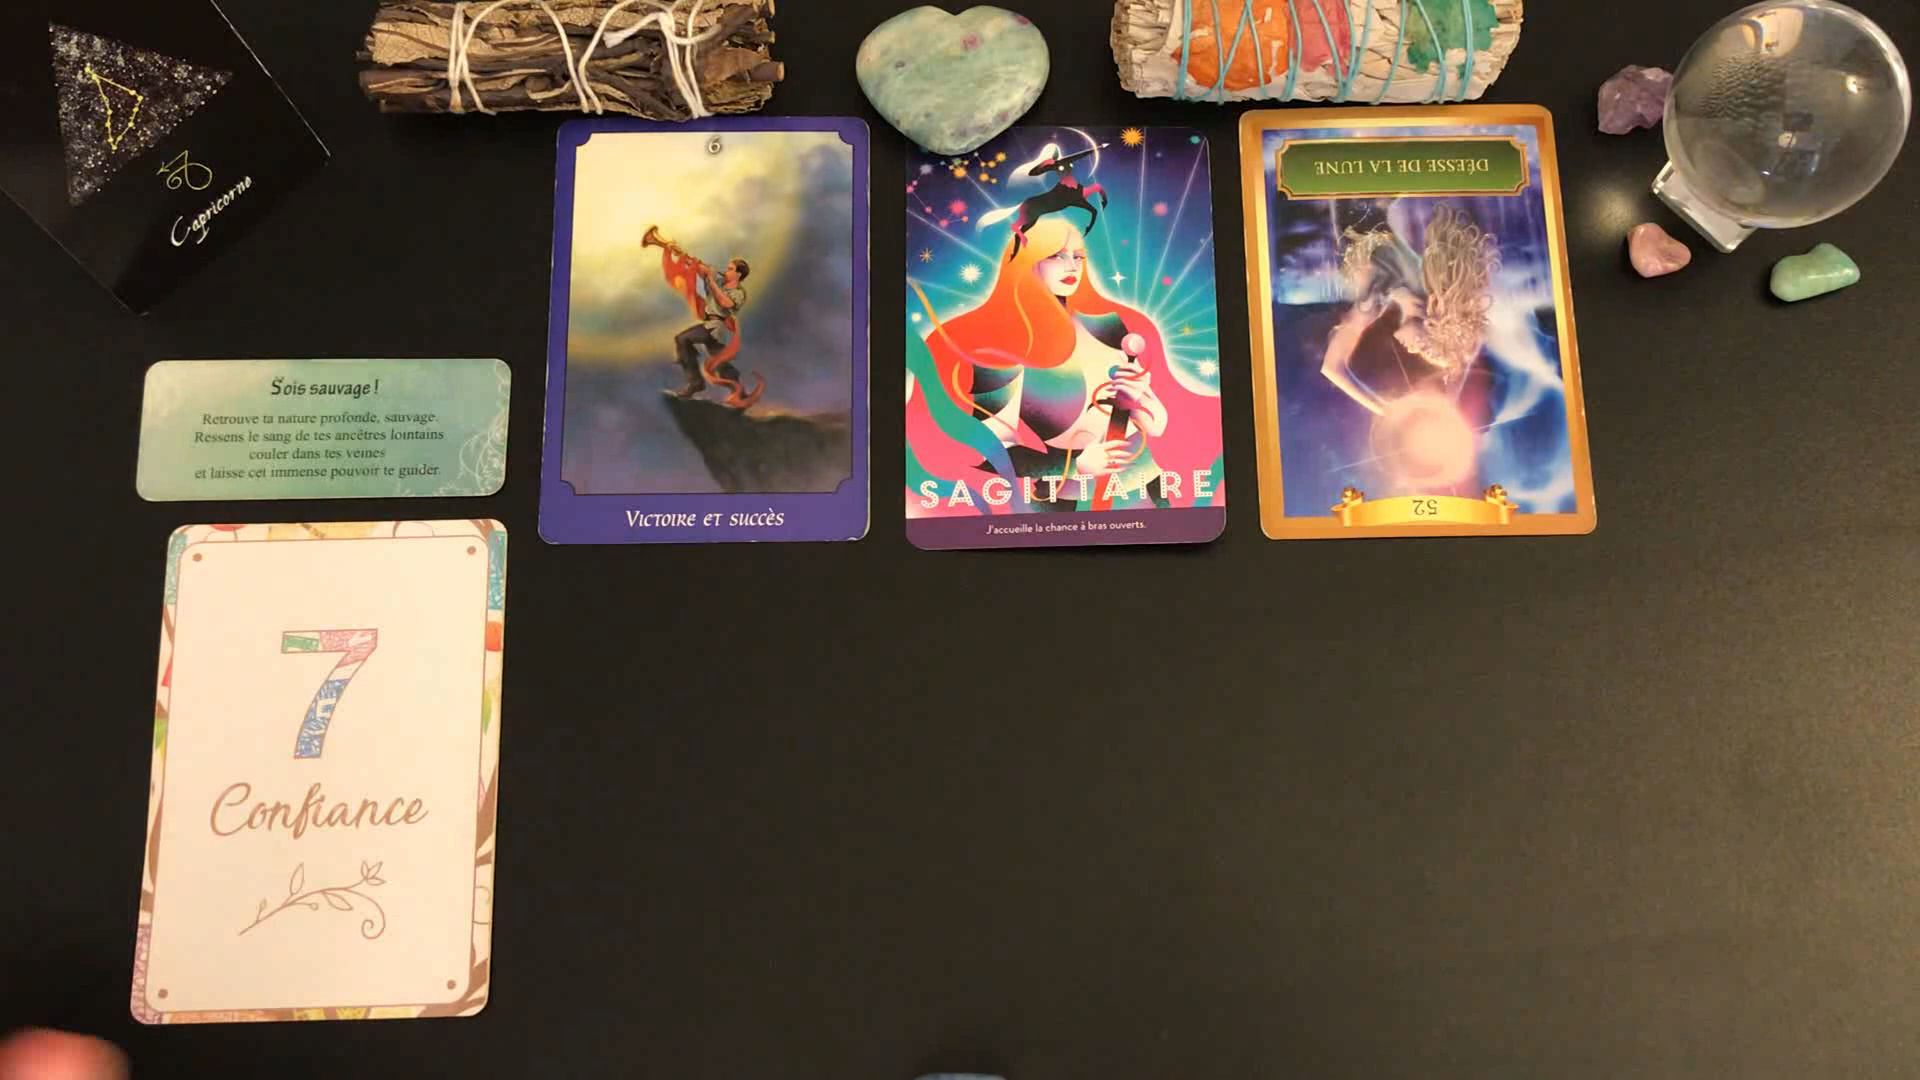 Capricorne
6
VICTOIRE ET SUCCÈS
SAGITTAIRE
J'accueille la chance à bras ouverts.
DÉESSE DE LA LUNE
52
Sois sauvage !
Retrouve ta nature profonde, sauvage.
Ressens le sang de tes ancêtres lointains
couler dans tes veines
et laisse cet immense pouvoir te guider.
7
Confiance